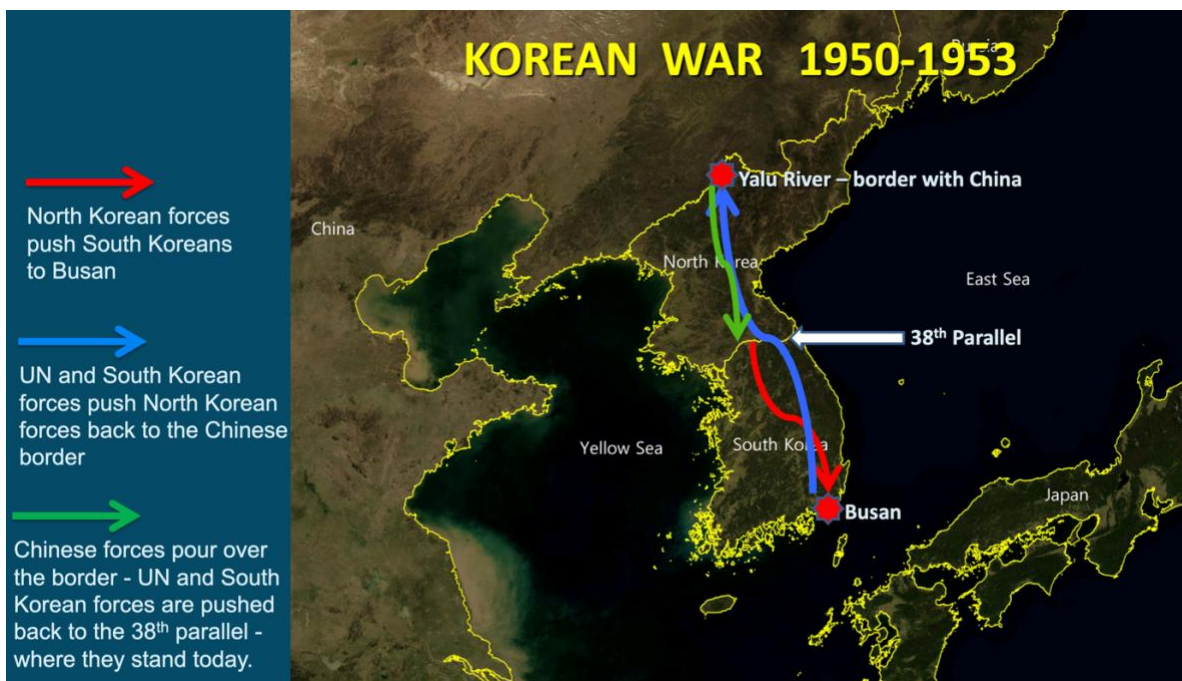 KOREAN WAR 1950-1953
Russia
North Korean forces
push South Koreans
to Busan
UN and South Korean
forces push North Korean
forces back to the Chinese
border
Chinese forces pour over
the border - UN and South
Korean forces are pushed
back to the 38th parallel -
where they stand today.
Yalu River – border with China
China
North Korea
East Sea
38th Parallel
Yellow Sea
South Korea
Japan
Busan